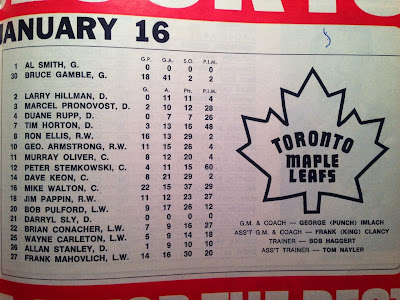 JANUARY 16
G.P. G.A. S.O. P.I.M.
1 AL SMITH, G. 0 0 0 0
30 BRUCE GAMBLE, G. 18 41 2 2
G. A. Pts. P.I.M.
2 LARRY HILLMAN, D. 0 11 11 4
3 MARCEL PRONOVOST, D. 2 10 12 28
4 DUANE RUPP, D. 0 7 7 26
7 TIM HORTON, D. 3 13 16 48
8 RON ELLIS, R.W. 16 13 29 2
10 GEO. ARMSTRONG, R.W. 11 15 26 4
11 MURRAY OLIVER, C. 8 12 20 4
12 PETER STEMKOWSKI, C. 4 11 15 60
14 DAVE KEON, C. 8 21 29 2
16 MIKE WALTON, C. 22 15 37 29
18 JIM PAPPIN, R.W. 11 12 23 27
20 BOB PULFORD, L.W. 9 17 26 12
21 DARRYL SLY, D. 0 0 0 0
22 BRIAN CONACHER, L.W. 7 9 16 27
25 WAYNE CARLETON, L.W. 5 9 14 18
26 ALLAN STANLEY, D. 1 9 10 10
27 FRANK MAHOVLICH, L.W. 14 16 30 20
TORONTO
MAPLE
LEAFS
G.M. & COACH — GEORGE (PUNCH) IMLACH
ASS'T G.M. & COACH — FRANK (KING) CLANCY
TRAINER — BOB HAGGERT
ASS'T TRAINER — TOM NAYLER